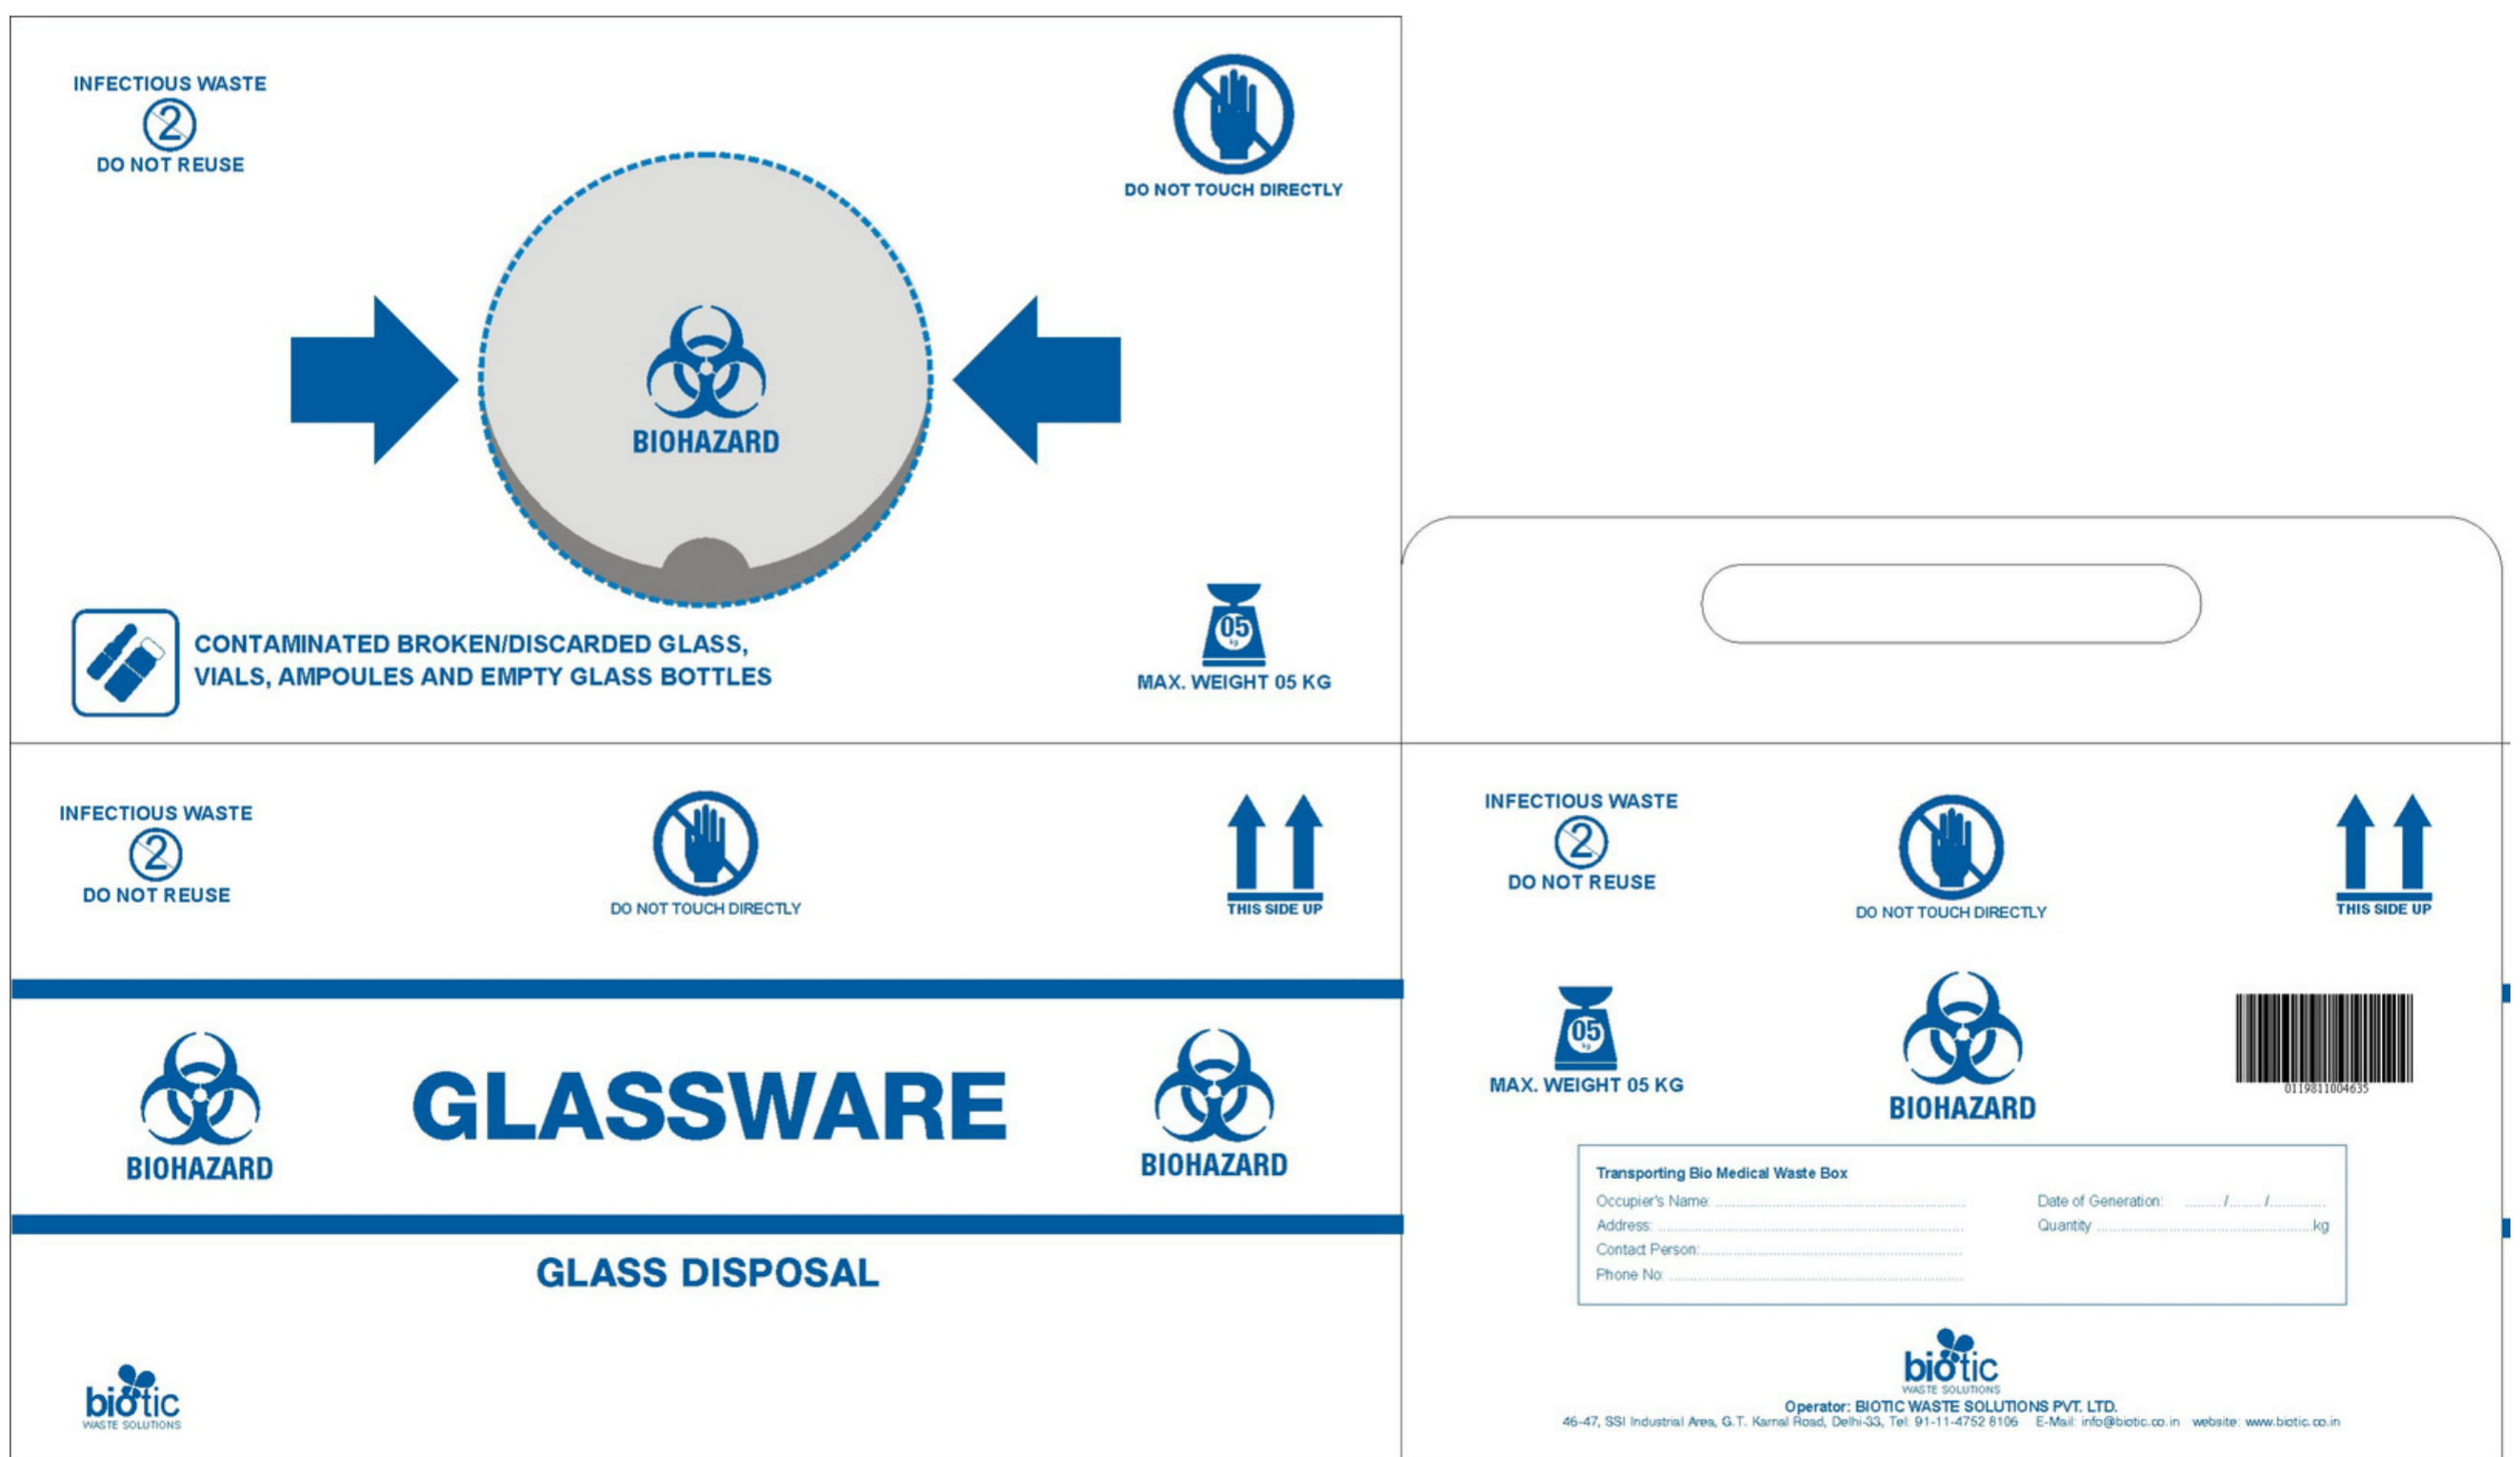 INFECTIOUS WASTE
2
DO NOT REUSE
DO NOT TOUCH DIRECTLY
BIOHAZARD
CONTAMINATED BROKEN/DISCARDED GLASS,
VIALS, AMPOULES AND EMPTY GLASS BOTTLES
05
kg
MAX. WEIGHT 05 KG
INFECTIOUS WASTE
2
DO NOT REUSE
DO NOT TOUCH DIRECTLY
THIS SIDE UP
BIOHAZARD
GLASSWARE
BIOHAZARD
GLASS DISPOSAL
biotic
WASTE SOLUTIONS
INFECTIOUS WASTE
2
DO NOT REUSE
DO NOT TOUCH DIRECTLY
THIS SIDE UP
05
kg
MAX. WEIGHT 05 KG
BIOHAZARD
0119811004635
Transporting Bio Medical Waste Box
Occupier's Name:
Date of Generation: ......../......../............
Address:
Quantity ........................................kg
Contact Person:
Phone No:
biotic
WASTE SOLUTIONS
Operator: BIOTIC WASTE SOLUTIONS PVT. LTD.
46-47, SSI Industrial Area, G.T. Karnal Road, Delhi-33, Tel: 91-11-4752 8106 E-Mail: info@biotic.co.in website: www.biotic.co.in